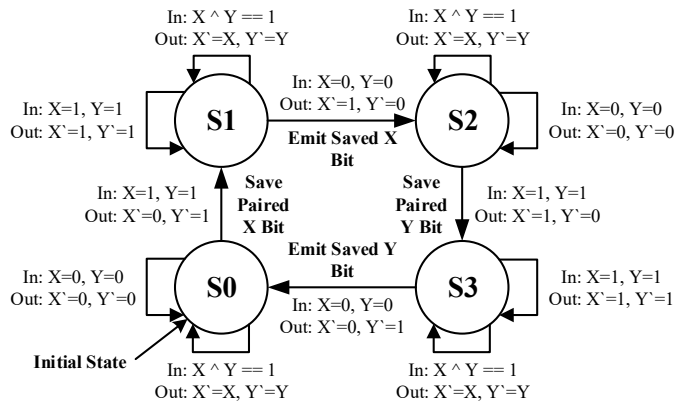 In: X ^ Y == 1
Out: X`=X, Y`=Y
In: X ^ Y == 1
Out: X`=X, Y`=Y
In: X=1, Y=1
Out: X`=1, Y`=1
S1
In: X=0, Y=0
Out: X`=1, Y`=0
Emit Saved X
Bit
S2
In: X=0, Y=0
Out: X`=0, Y`=0
In: X=1, Y=1
Out: X`=0, Y`=1
Save
Paired
X Bit
Save
Paired
Y Bit
In: X=1, Y=1
Out: X`=1, Y`=0
In: X=0, Y=0
Out: X`=0, Y`=0
S0
Emit Saved Y
Bit
In: X=0, Y=0
Out: X`=0, Y`=1
S3
In: X=1, Y=1
Out: X`=1, Y`=1
Initial State
In: X ^ Y == 1
Out: X`=X, Y`=Y
In: X ^ Y == 1
Out: X`=X, Y`=Y